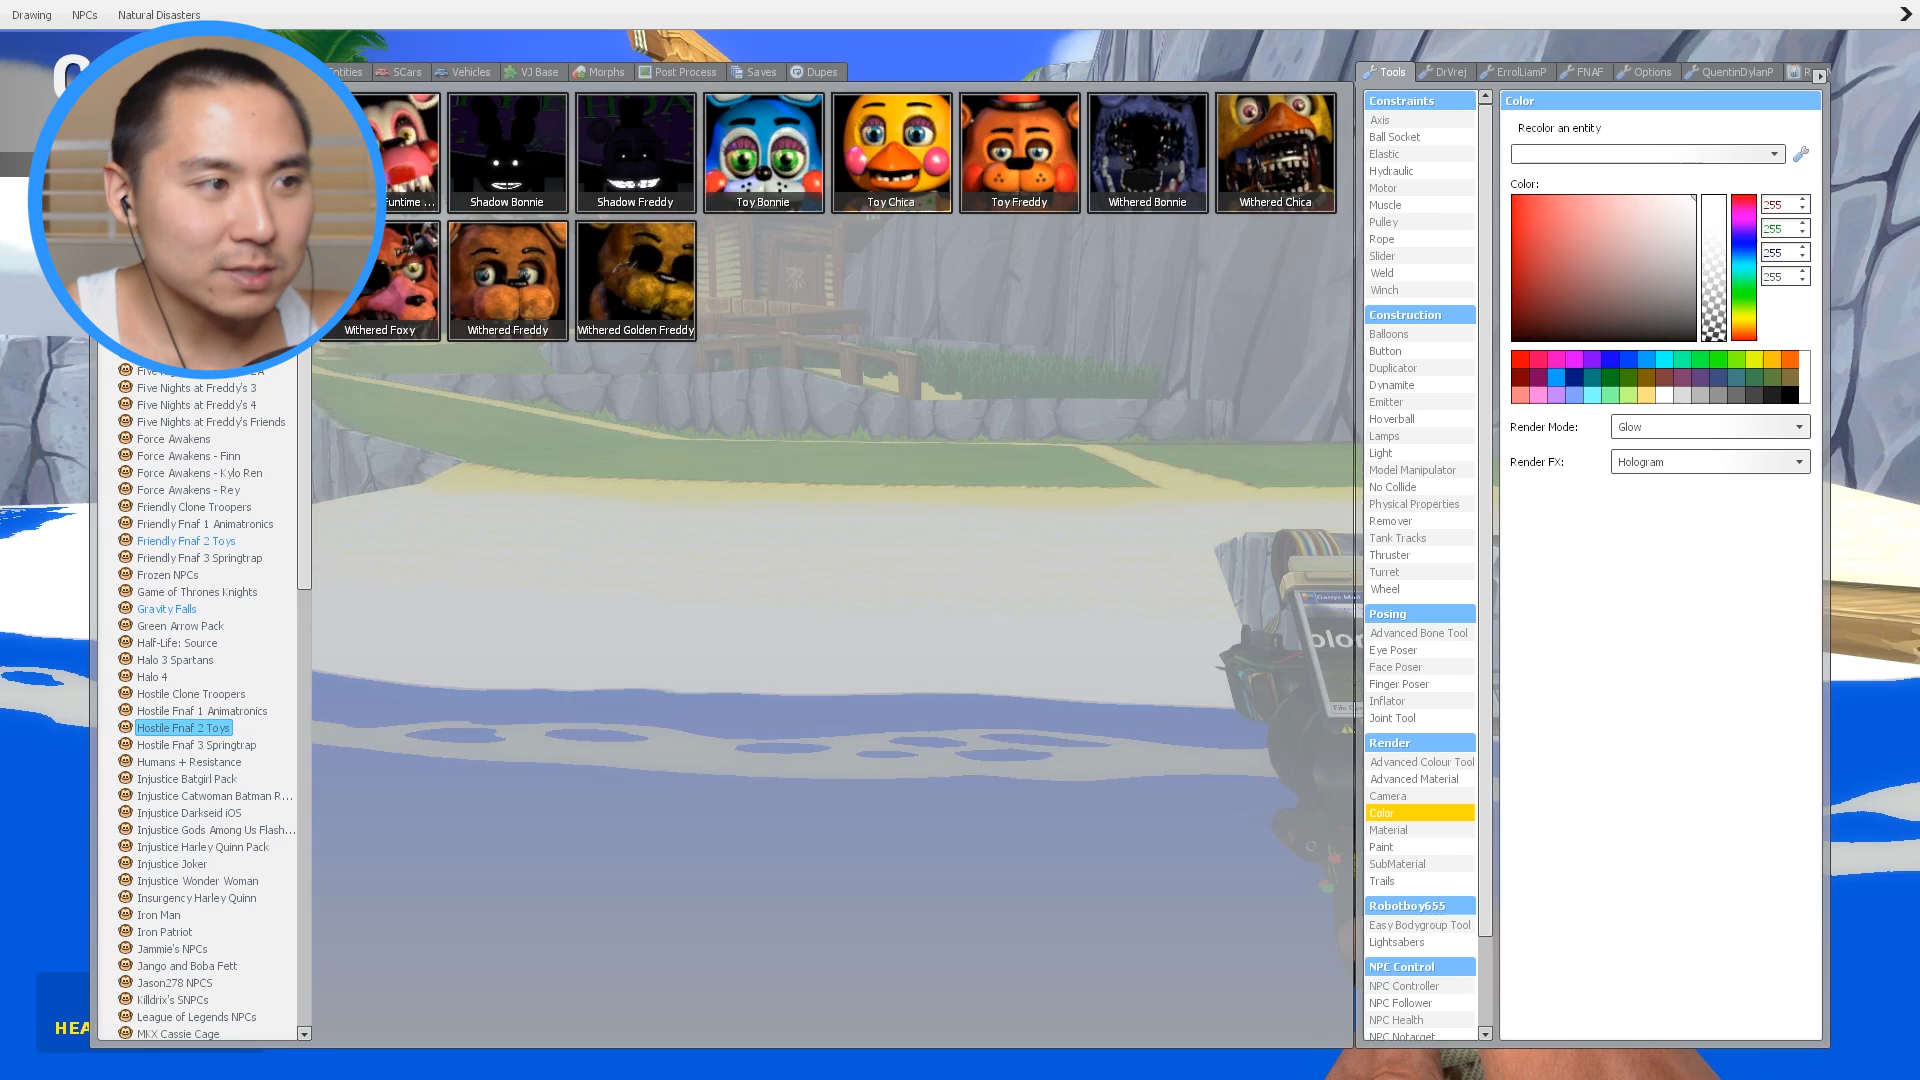 Drawing NPCs Natural Disasters
ntities SCars Vehicles VJ Base Morphs Post Process Saves Dupes
untime ... Shadow Bonnie Shadow Freddy Toy Bonnie Toy Chica Toy Freddy Withered Bonnie Withered Chica
Withered Foxy Withered Freddy Withered Golden Freddy
Five Nights at Freddy's 3
Five Nights at Freddy's 4
Five Nights at Freddy's Friends
Force Awakens
Force Awakens - Finn
Force Awakens - Kylo Ren
Force Awakens - Rey
Friendly Clone Troopers
Friendly Fnaf 1 Animatronics
Friendly Fnaf 2 Toys
Friendly Fnaf 3 Springtrap
Frozen NPCs
Game of Thrones Knights
Gravity Falls
Green Arrow Pack
Half-Life: Source
Halo 3 Spartans
Halo 4
Hostile Clone Troopers
Hostile Fnaf 1 Animatronics
Hostile Fnaf 2 Toys
Hostile Fnaf 3 Springtrap
Humans + Resistance
Injustice Batgirl Pack
Injustice Catwoman Batman R...
Injustice Darkseid iOS
Injustice Gods Among Us Flash...
Injustice Harley Quinn Pack
Injustice Joker
Injustice Wonder Woman
Insurgency Harley Quinn
Iron Man
Iron Patriot
Jammie's NPCs
Jango and Boba Fett
Jason278 NPCS
Killdrix's SNPCs
League of Legends NPCs
MKX Cassie Cage
HEA
Tools DrVrej ErrolLiamP FNAF Options QuentinDylanP R
Constraints
Axis
Ball Socket
Elastic
Hydraulic
Motor
Muscle
Pulley
Rope
Slider
Weld
Winch
Construction
Balloons
Button
Duplicator
Dynamite
Emitter
Hoverball
Lamps
Light
Model Manipulator
No Collide
Physical Properties
Remover
Tank Tracks
Thruster
Turret
Wheel
Posing
Advanced Bone Tool
Eye Poser
Face Poser
Finger Poser
Inflator
Joint Tool
Render
Advanced Colour Tool
Advanced Material
Camera
Color
Material
Paint
SubMaterial
Trails
Robotboy655
Easy Bodygroup Tool
Lightsabers
NPC Control
NPC Controller
NPC Follower
NPC Health
NPC Notarget
Color
Recolor an entity
Color:
255
255
255
255
Render Mode: Glow
Render FX: Hologram
olor